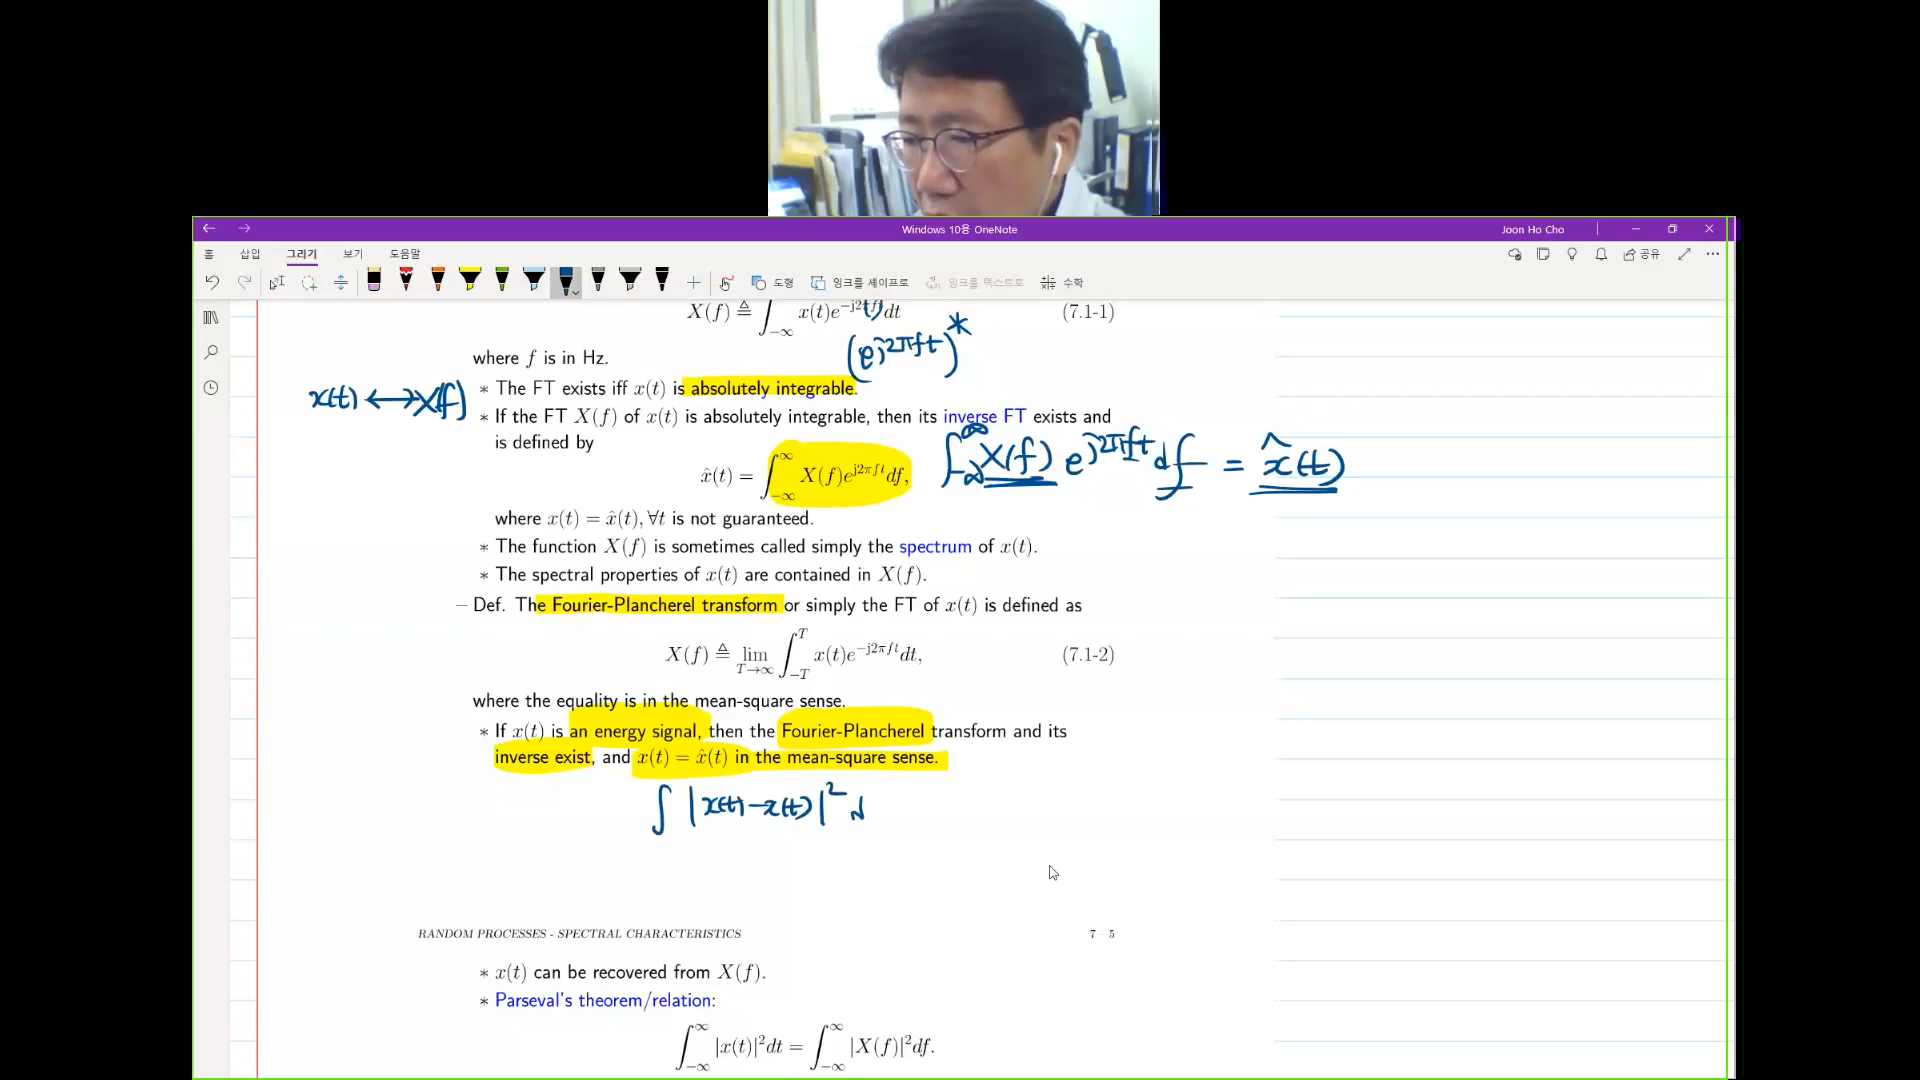 Windows 10용 OneNote
Joon Ho Cho
홈 삽입 그리기 보기 도움말
공유
도형 잉크를 셰이프로 잉크를 텍스트로 수학
X(f) ≜ ∫_{-∞} x(t)e^{-j2πft}dt (7.1-1)
(e^{j2πft})*
where f is in Hz.
∗ The FT exists iff x(t) is absolutely integrable.
x(t) ⟷ X(f)
∗ If the FT X(f) of x(t) is absolutely integrable, then its inverse FT exists and
is defined by
x̂(t) = ∫_{-∞}^{∞} X(f)e^{j2πft}df,
∫_{-∞}^{∞} X(f) e^{j2πft} df = x̂(t)
where x(t) = x̂(t), ∀t is not guaranteed.
∗ The function X(f) is sometimes called simply the spectrum of x(t).
∗ The spectral properties of x(t) are contained in X(f).
– Def. The Fourier-Plancherel transform or simply the FT of x(t) is defined as
X(f) ≜ lim_{T→∞} ∫_{-T}^{T} x(t)e^{-j2πft}dt, (7.1-2)
where the equality is in the mean-square sense.
∗ If x(t) is an energy signal, then the Fourier-Plancherel transform and its
inverse exist, and x(t) = x̂(t) in the mean-square sense.
∫ |x(t) - x(t)|²
RANDOM PROCESSES - SPECTRAL CHARACTERISTICS 7 - 5
∗ x(t) can be recovered from X(f).
∗ Parseval's theorem/relation:
∫_{-∞}^{∞} |x(t)|²dt = ∫_{-∞}^{∞} |X(f)|²df.